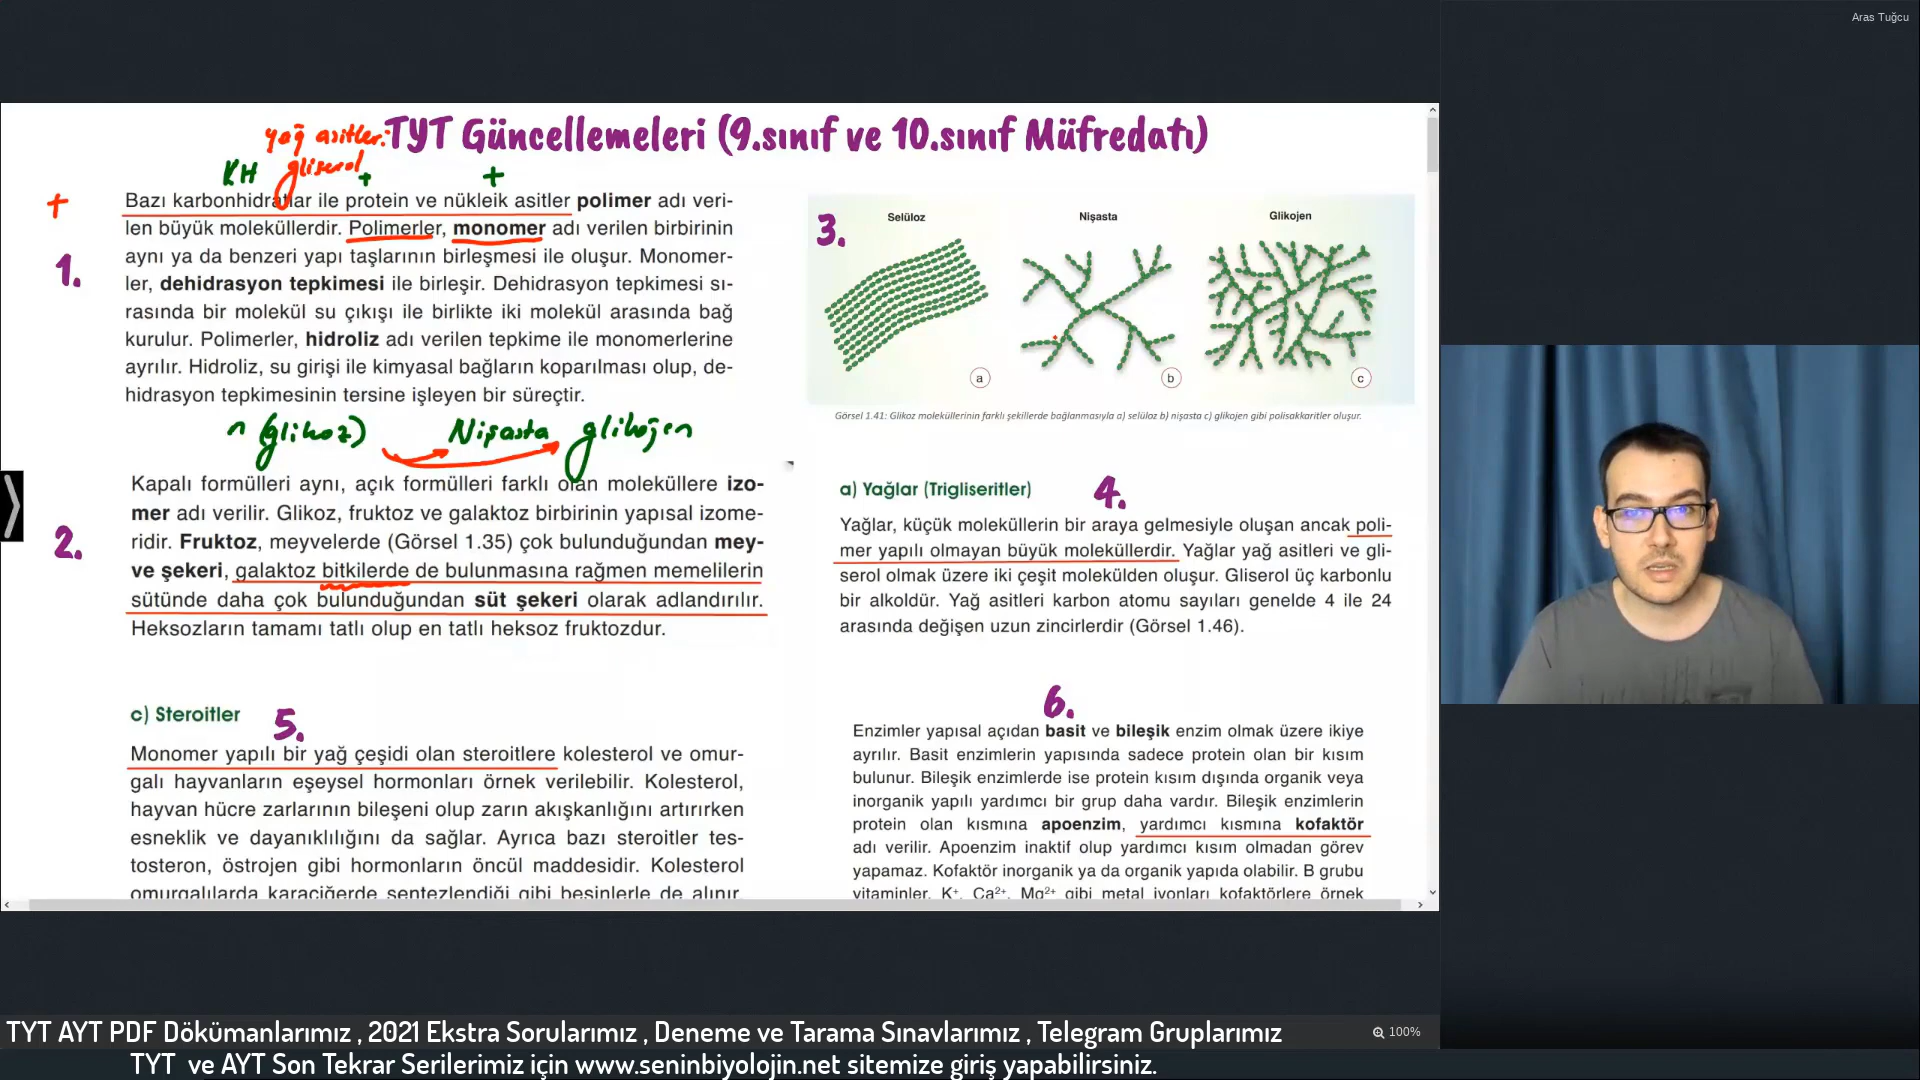 Aras Tuğcu
TYT Güncellemeleri (9.sınıf ve 10.sınıf Müfredatı)
yağ asitler:
KH gliserol + +
+
1.
Bazı karbonhidratlar ile protein ve nükleik asitler polimer adı veri-
len büyük moleküllerdir. Polimerler, monomer adı verilen birbirinin
aynı ya da benzeri yapı taşlarının birleşmesi ile oluşur. Monomer-
ler, dehidrasyon tepkimesi ile birleşir. Dehidrasyon tepkimesi sı-
rasında bir molekül su çıkışı ile birlikte iki molekül arasında bağ
kurulur. Polimerler, hidroliz adı verilen tepkime ile monomerlerine
ayrılır. Hidroliz, su girişi ile kimyasal bağların koparılması olup, de-
hidrasyon tepkimesinin tersine işleyen bir süreçtir.
n (glikoz) Nişasta glikojen
2.
Kapalı formülleri aynı, açık formülleri farklı olan moleküllere izo-
mer adı verilir. Glikoz, fruktoz ve galaktoz birbirinin yapısal izome-
ridir. Fruktoz, meyvelerde (Görsel 1.35) çok bulunduğundan mey-
ve şekeri, galaktoz bitkilerde de bulunmasına rağmen memelilerin
sütünde daha çok bulunduğundan süt şekeri olarak adlandırılır.
Heksozların tamamı tatlı olup en tatlı heksoz fruktozdur.
c) Steroitler
5.
Monomer yapılı bir yağ çeşidi olan steroitlere kolesterol ve omur-
galı hayvanların eşeysel hormonları örnek verilebilir. Kolesterol,
hayvan hücre zarlarının bileşeni olup zarın akışkanlığını artırırken
esneklik ve dayanıklılığını da sağlar. Ayrıca bazı steroitler tes-
tosteron, östrojen gibi hormonların öncül maddesidir. Kolesterol
omurgalılarda karaciğerde sentezlendiği gibi besinlerle de alınır.
3.
Selüloz Nişasta Glikojen
a b c
Görsel 1.41: Glikoz moleküllerinin farklı şekillerde bağlanmasıyla a) selüloz b) nişasta c) glikojen gibi polisakkaritler oluşur.
a) Yağlar (Trigliseritler)
4.
Yağlar, küçük moleküllerin bir araya gelmesiyle oluşan ancak poli-
mer yapılı olmayan büyük moleküllerdir. Yağlar yağ asitleri ve gli-
serol olmak üzere iki çeşit molekülden oluşur. Gliserol üç karbonlu
bir alkoldür. Yağ asitleri karbon atomu sayıları genelde 4 ile 24
arasında değişen uzun zincirlerdir (Görsel 1.46).
6.
Enzimler yapısal açıdan basit ve bileşik enzim olmak üzere ikiye
ayrılır. Basit enzimlerin yapısında sadece protein olan bir kısım
bulunur. Bileşik enzimlerde ise protein kısım dışında organik veya
inorganik yapılı yardımcı bir grup daha vardır. Bileşik enzimlerin
protein olan kısmına apoenzim, yardımcı kısmına kofaktör
adı verilir. Apoenzim inaktif olup yardımcı kısım olmadan görev
yapamaz. Kofaktör inorganik ya da organik yapıda olabilir. B grubu
vitaminler, K⁺, Ca²⁺, Mg²⁺ gibi metal iyonları kofaktörlere örnek
TYT AYT PDF Dökümanlarımız , 2021 Ekstra Sorularımız , Deneme ve Tarama Sınavlarımız , Telegram Gruplarımız
100%
TYT ve AYT Son Tekrar Serilerimiz için www.seninbiyolojin.net sitemize giriş yapabilirsiniz.